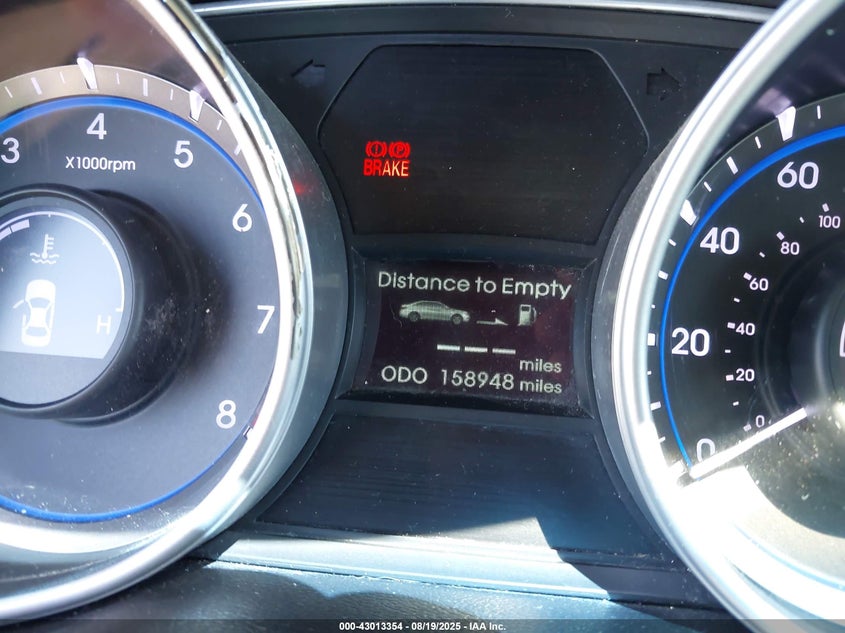 3 4 5 6 7 8
X1000rpm
H
BRAKE
Distance to Empty
--- miles
ODO 158948 miles
0 20 40 60
0 20 40 60 80 100
000-43013354 - 08/19/2025 - IAA Inc.